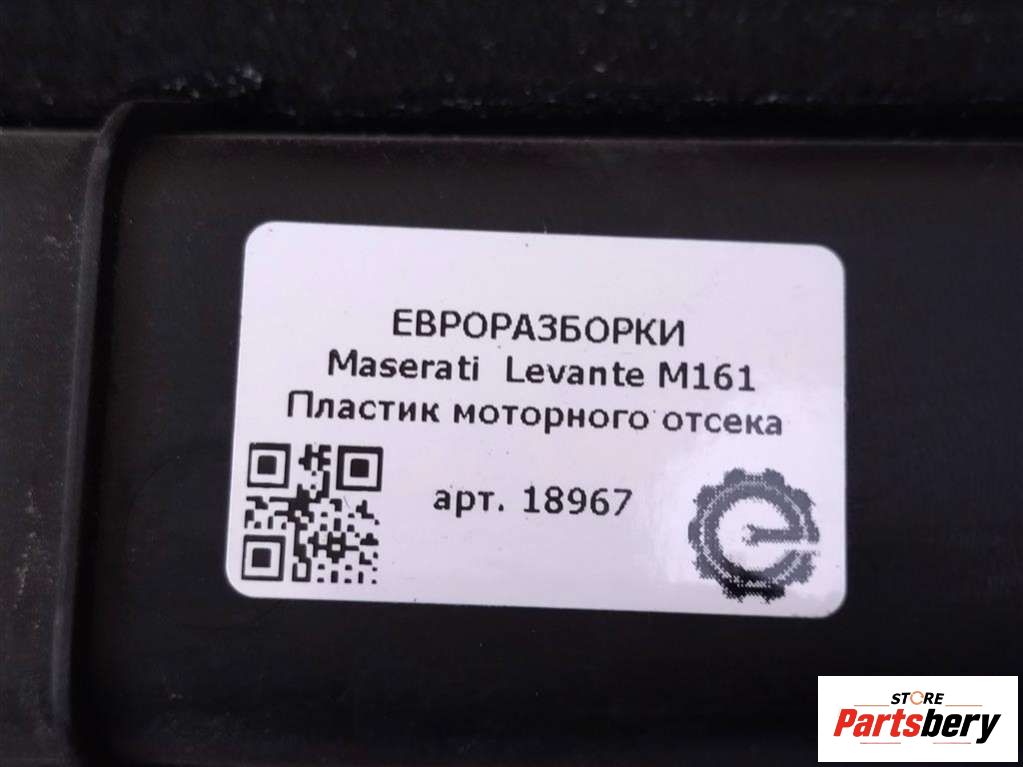 ЕВРОРАЗБОРКИ
Maserati Levante M161
Пластик моторного отсека
арт. 18967
STORE
Partsbery